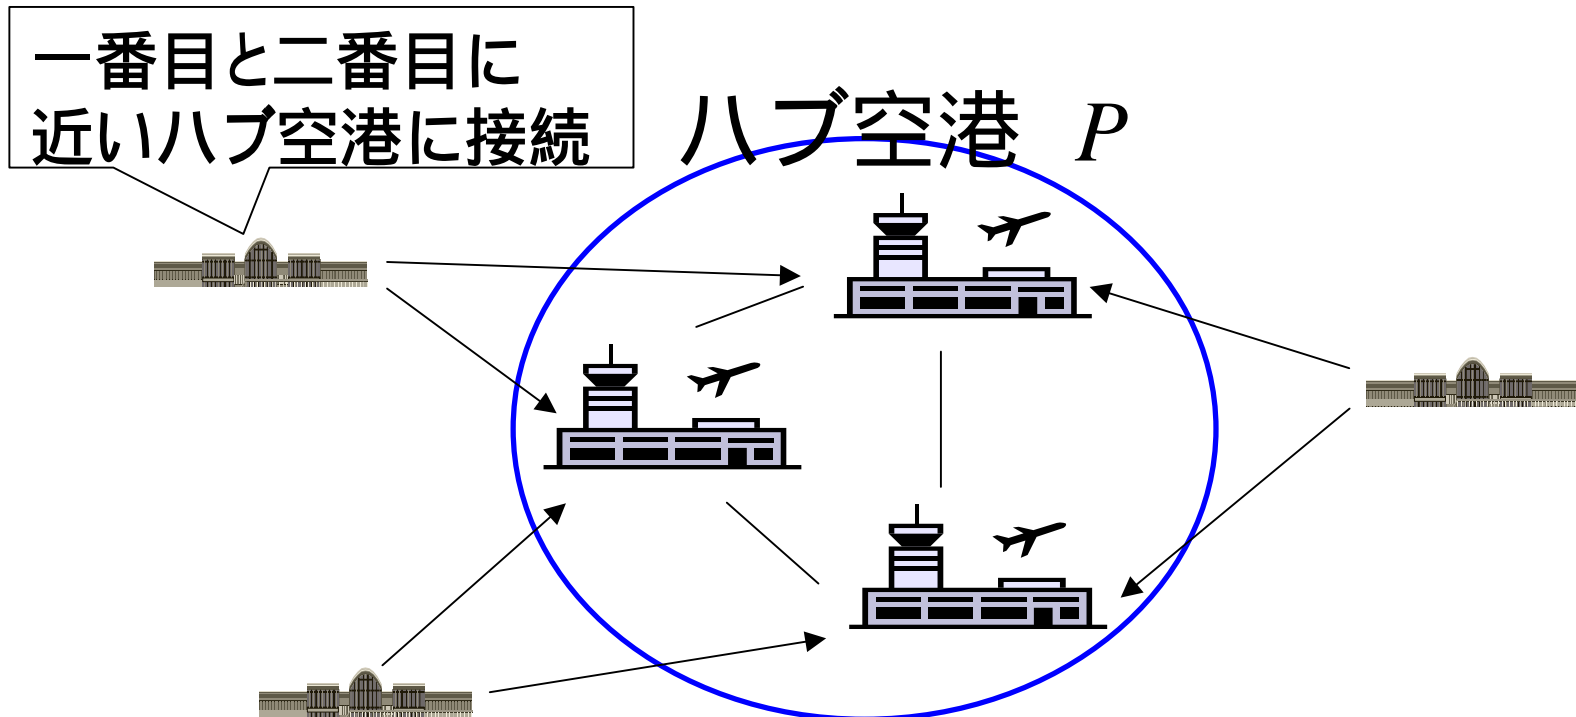 一番目と二番目に
近いハブ空港に接続
ハブ空港 P